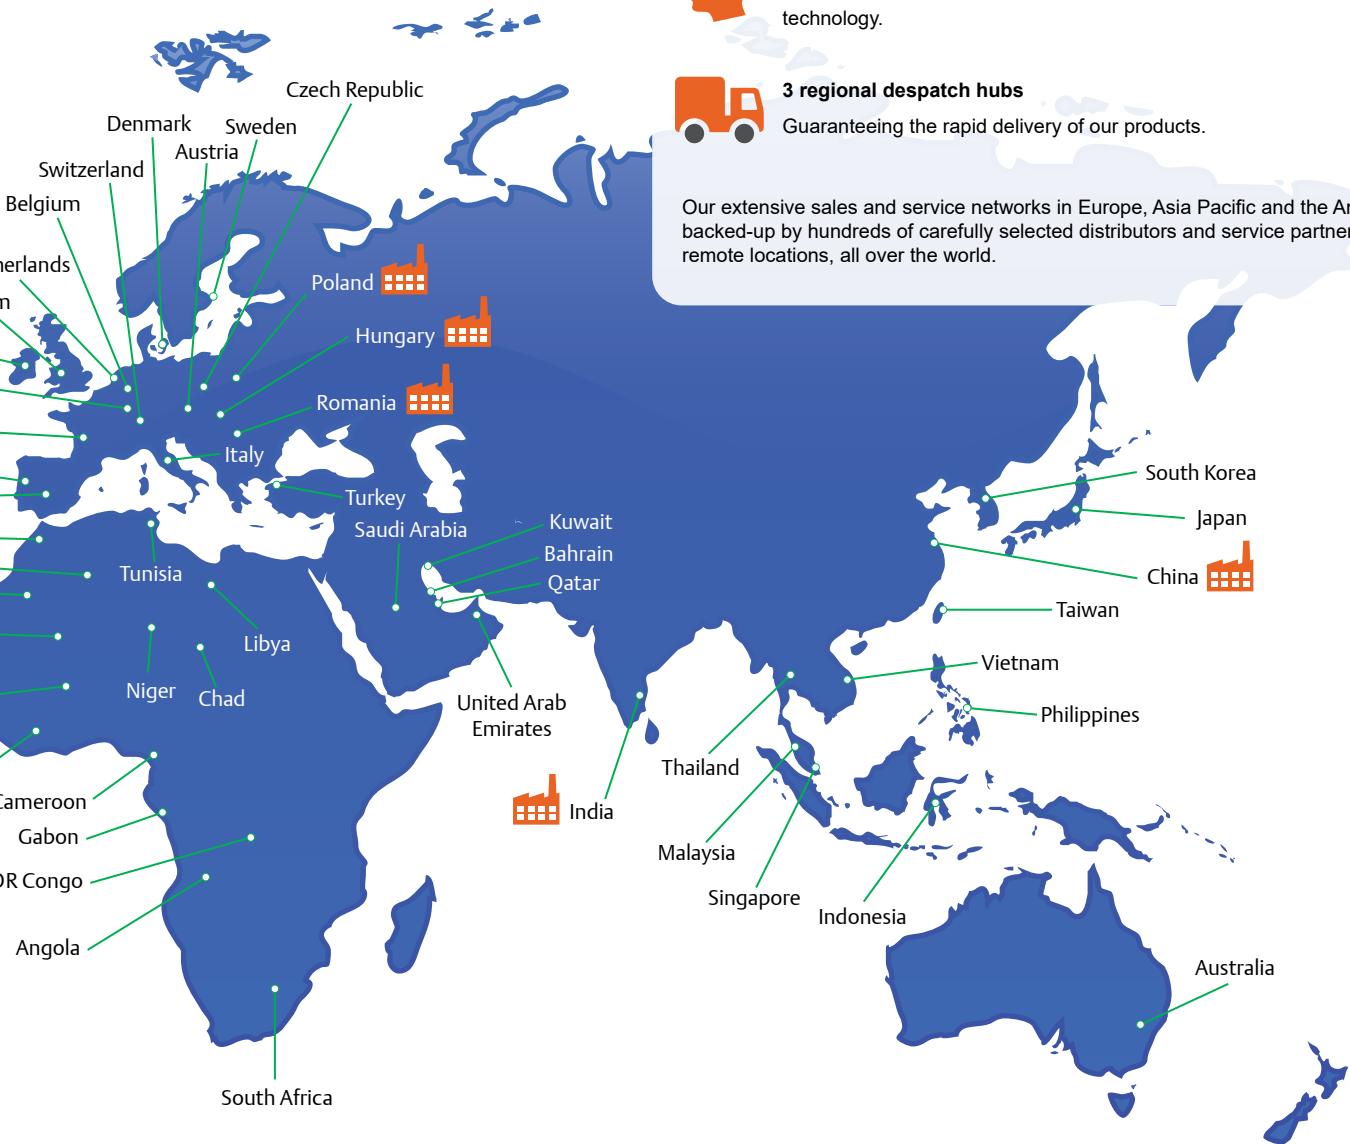 technology.
3 regional despatch hubs
Guaranteeing the rapid delivery of our products.
Our extensive sales and service networks in Europe, Asia Pacific and the
backed-up by hundreds of carefully selected distributors and service
remote locations, all over the world.
Czech Republic
Denmark
Sweden
Austria
Switzerland
Belgium
Poland
Hungary
Romania
Italy
Turkey
Saudi Arabia
Kuwait
Bahrain
Qatar
Tunisia
Libya
Niger
Chad
United Arab
Emirates
South Korea
Japan
China
Taiwan
Vietnam
Philippines
Thailand
India
Malaysia
Singapore
Indonesia
Cameroon
Gabon
DR Congo
Angola
South Africa
Australia